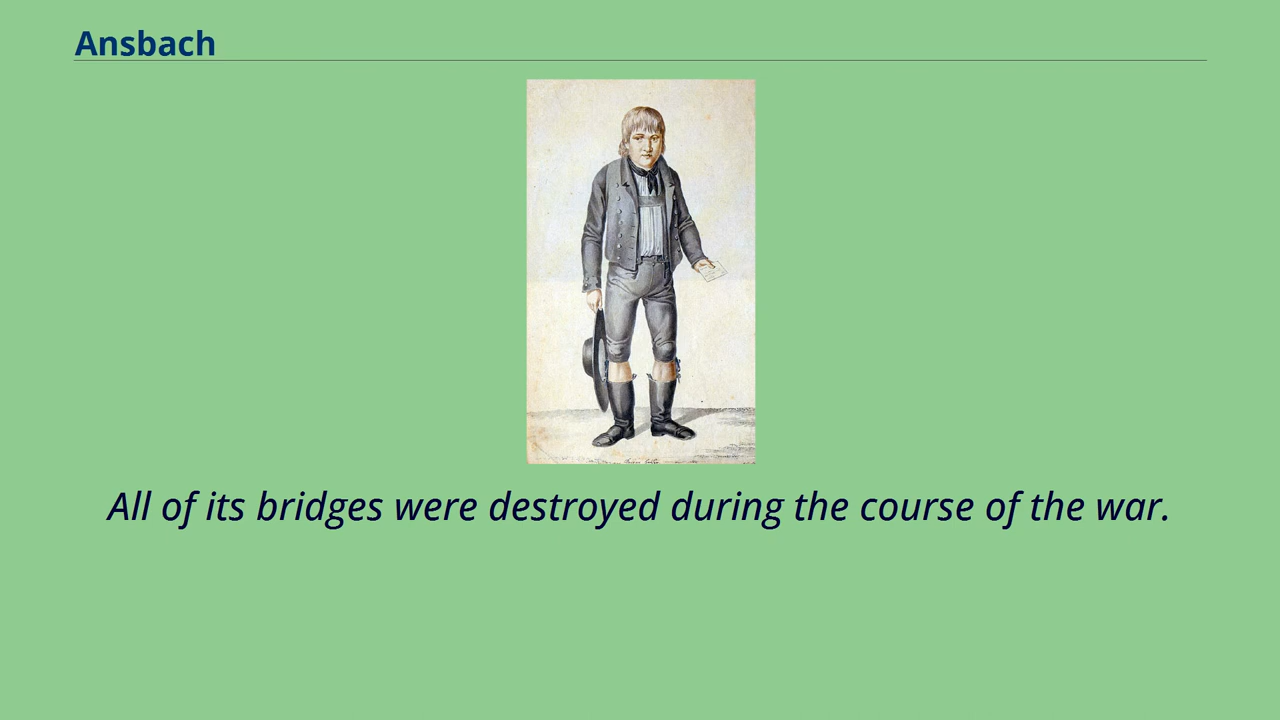 Ansbach
All of its bridges were destroyed during the course of the war.